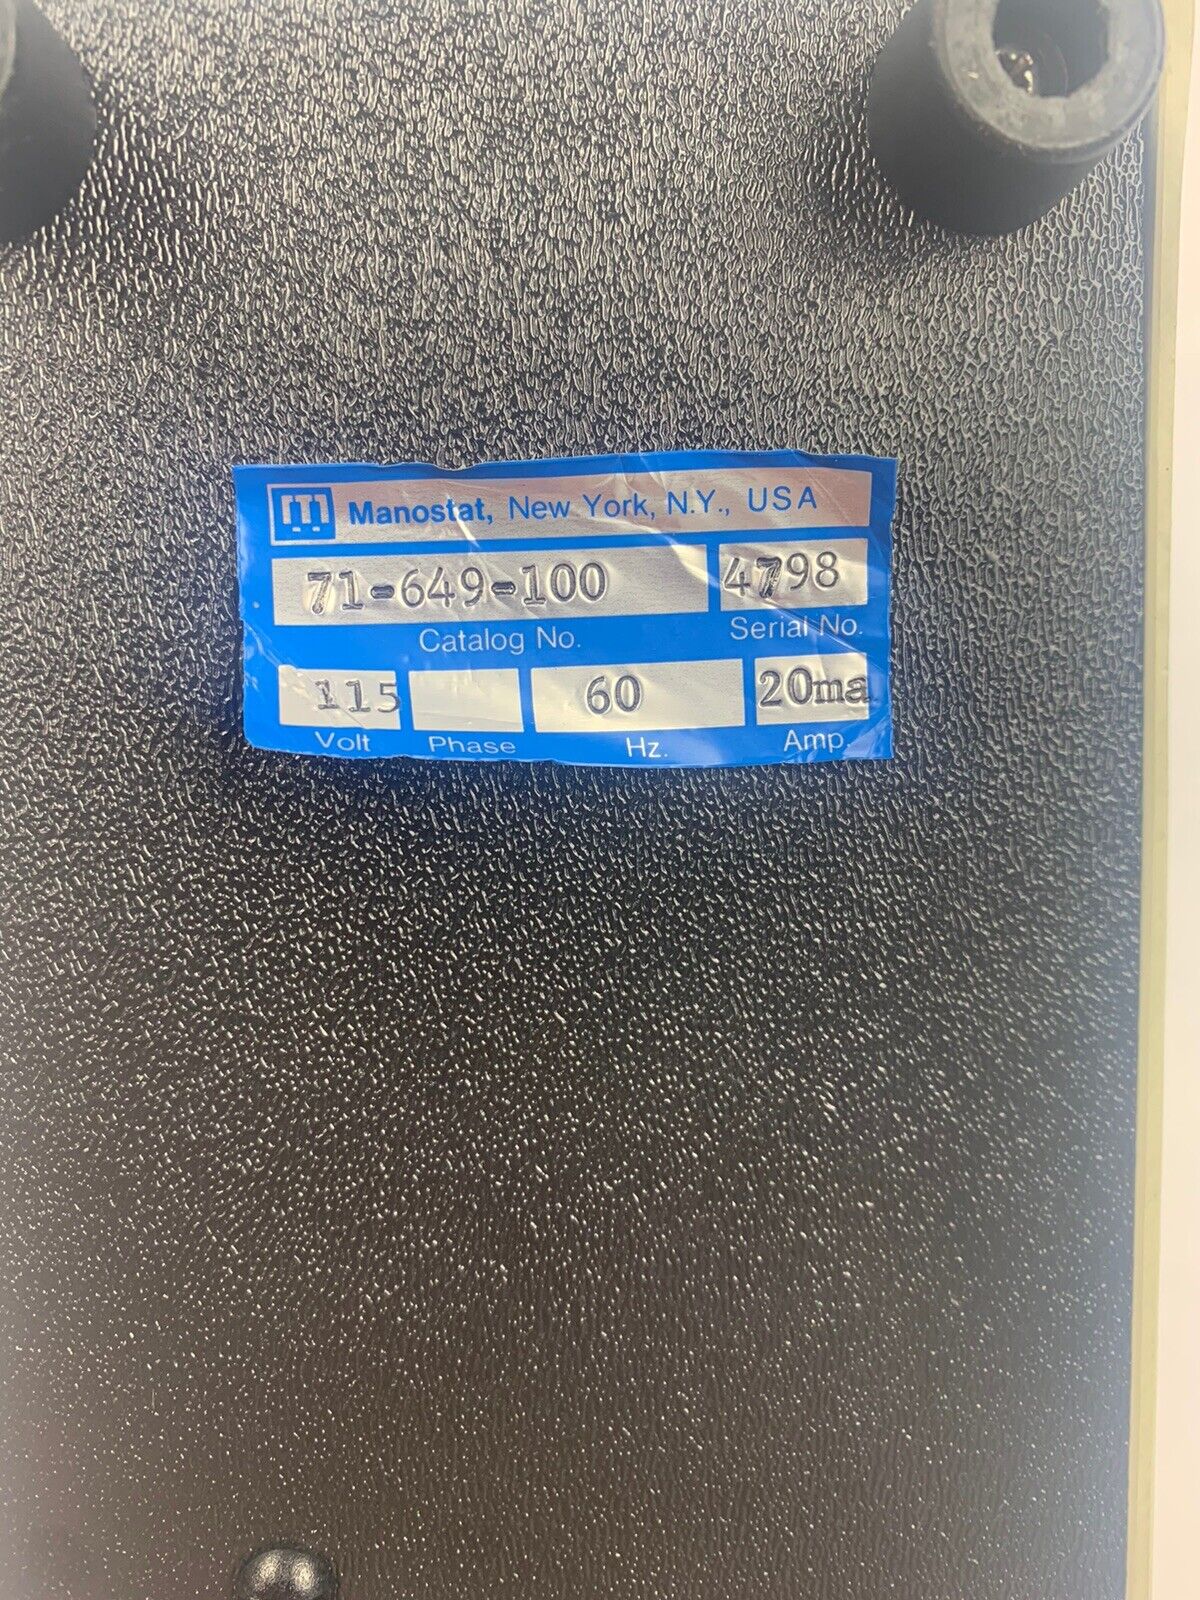 m Manostat, New York, N.Y., USA
71-649-100 4798
Catalog No. Serial No.
115 60 20ma
Volt Phase Hz. Amp.